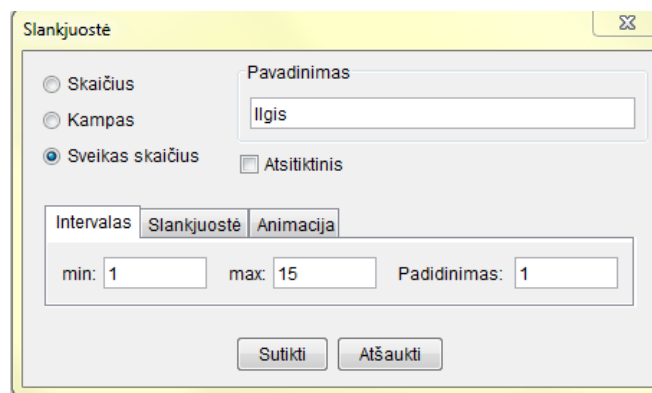 Slankjuostė
Skaičius
Kampas
Sveikas skaičius
Pavadinimas
Ilgis
Atsitiktinis
Intervalas Slankjuostė Animacija
min: 1 max: 15 Padidinimas: 1
Sutikti Atšaukti